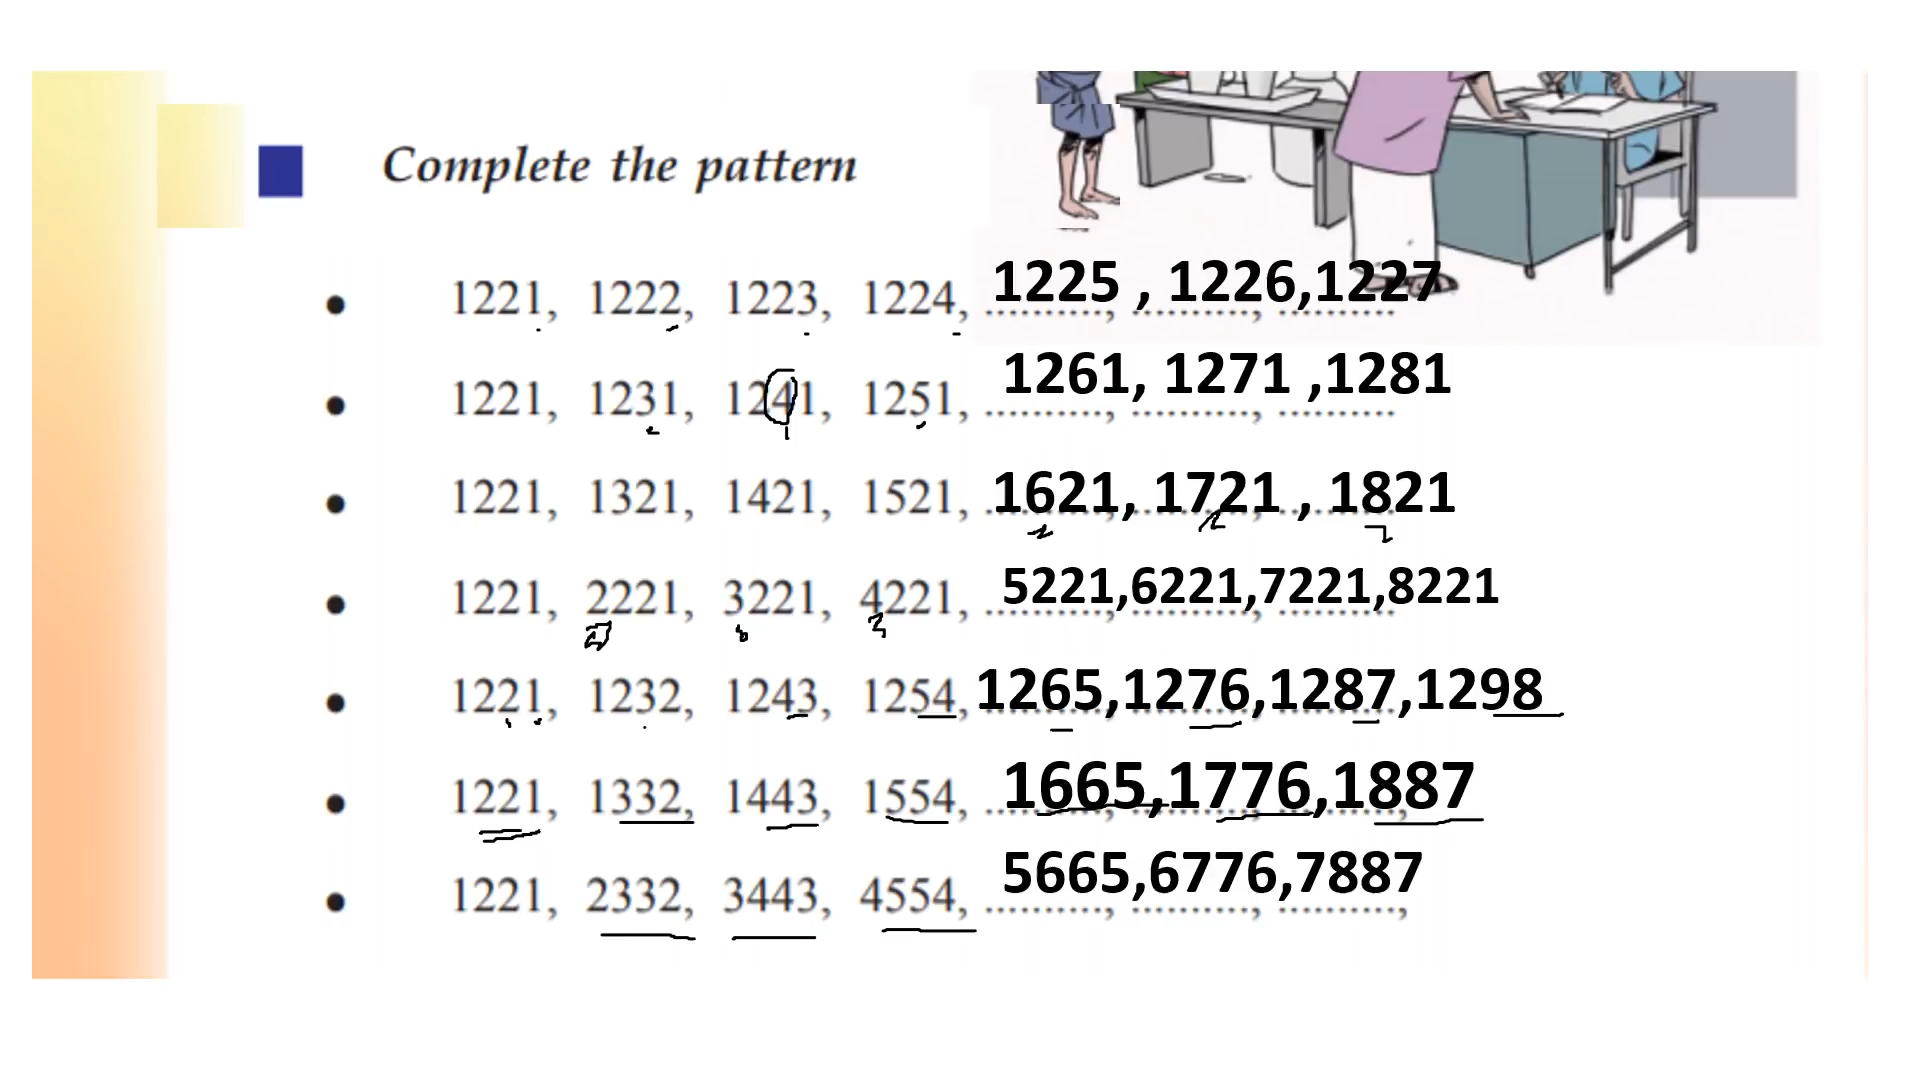 Complete the pattern
● 1221, 1222, 1223, 1224, 1225 , 1226,1227
● 1221, 1231, 1241, 1251, 1261, 1271 ,1281
● 1221, 1321, 1421, 1521, 1621, 1721 , 1821
● 1221, 2221, 3221, 4221, 5221,6221,7221,8221
● 1221, 1232, 1243, 1254, 1265,1276,1287,1298
● 1221, 1332, 1443, 1554, 1665,1776,1887
● 1221, 2332, 3443, 4554, 5665,6776,7887